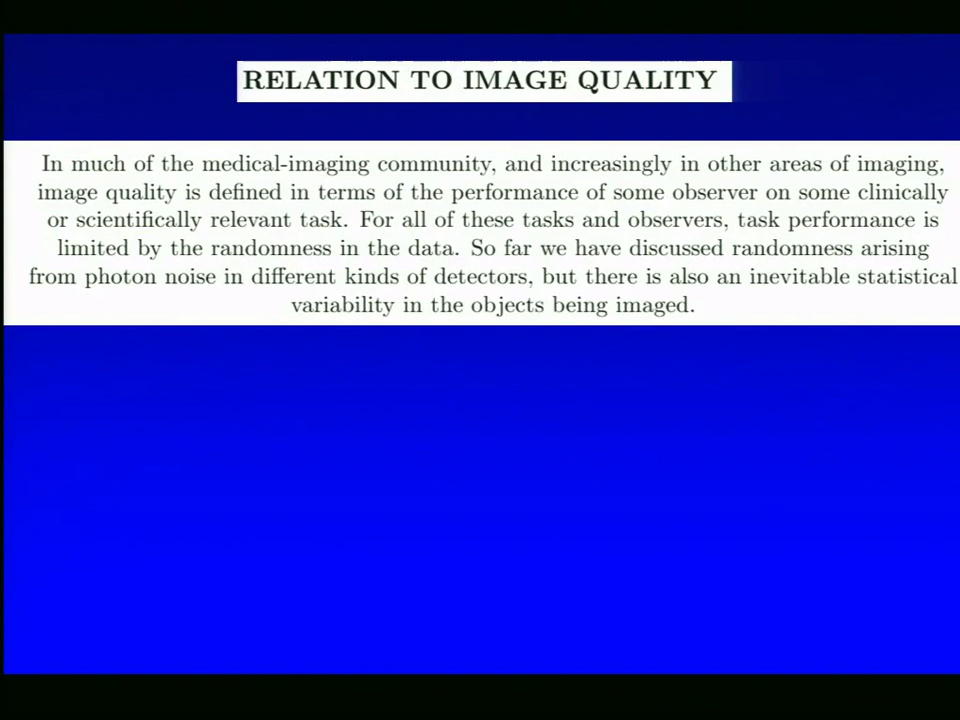 RELATION TO IMAGE QUALITY
In much of the medical-imaging community, and increasingly in other areas of imaging,
image quality is defined in terms of the performance of some observer on some clinically
or scientifically relevant task. For all of these tasks and observers, task performance is
limited by the randomness in the data. So far we have discussed randomness arising
from photon noise in different kinds of detectors, but there is also an inevitable statistical
variability in the objects being imaged.